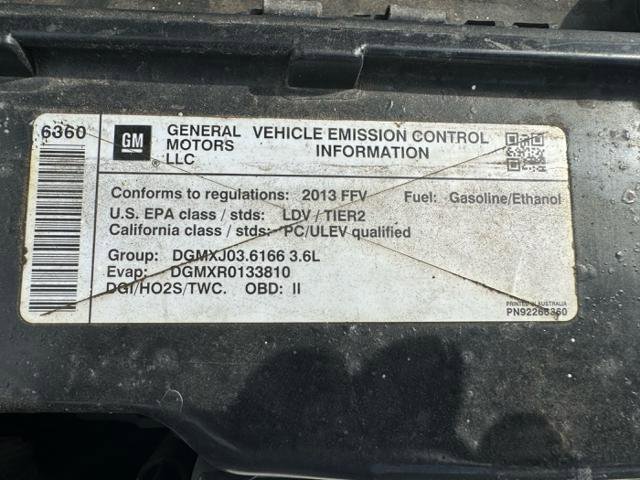 6360
GM
GENERAL MOTORS LLC
VEHICLE EMISSION CONTROL INFORMATION
Conforms to regulations: 2013 FFV Fuel: Gasoline/Ethanol
U.S. EPA class / stds: LDV / TIER2
California class / stds: PC/ULEV qualified
Group: DGMXJ03.6166 3.6L
Evap: DGMXR0133810
DGI/HO2S/TWC. OBD: II
PRINTED IN AUSTRALIA
PN92266360